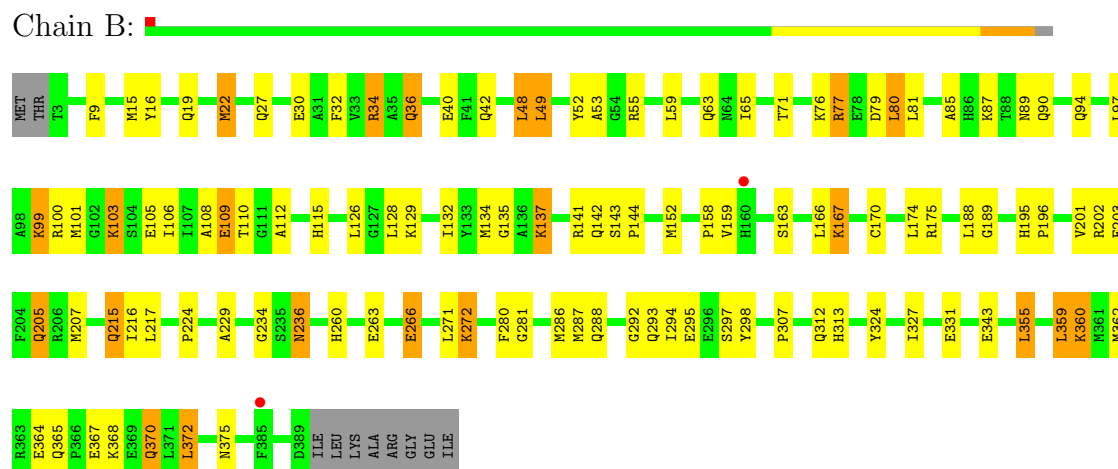 Chain B:
MET THR T3 F9 M15 Y16 Q19 M22 Q27 E30 A31 F32 V33 R34 A35 Q36 E40 F41 Q42 L48 L49 Y52 A53 G54 R55 L59 Q63 N64 I65 T71 K76 R77 E78 D79 L80 L81 A85 H86 K87 T88 N89 Q90 Q94 L97
A98 K99 R100 M101 G102 K103 S104 E105 I106 I107 A108 E109 T110 G111 A112 H115 L126 G127 L128 K129 I132 Y133 M134 G135 A136 K137 R141 Q142 S143 P144 M152 P158 V159 H160 S163 L166 K167 C170 L174 R175 L188 G189 H195 P196 V201 R202 E203
F204 Q205 R206 M207 Q215 I216 L217 P224 A229 G234 S235 N236 H260 E263 E266 L271 K272 F280 G281 M286 M287 Q288 G292 Q293 I294 E295 E296 S297 Y298 P307 Q312 H313 Y324 I327 E331 E343 L355 L359 K360 M361 M362
R363 E364 Q365 P366 E367 K368 E369 Q370 L371 L372 N375 F385 D389 ILE LEU LYS ALA ARG GLY GLU ILE